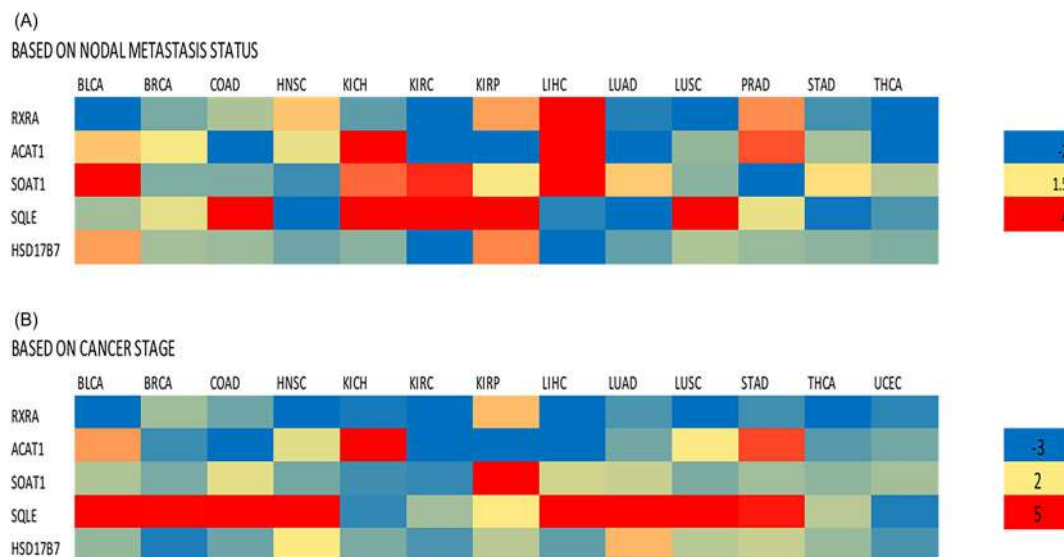 (A)
BASED ON NODAL METASTASIS STATUS
BLCA BRCA COAD HNSC KICH KIRC KIRP LIHC LUAD LUSC PRAD STAD THCA
RXRA
ACAT1
SOAT1
SQLE
HSD17B7
1.5
(B)
BASED ON CANCER STAGE
BLCA BRCA COAD HNSC KICH KIRC KIRP LIHC LUAD LUSC STAD THCA UCEC
RXRA
ACAT1 -3
SOAT1 2
SQLE 5
HSD17B7